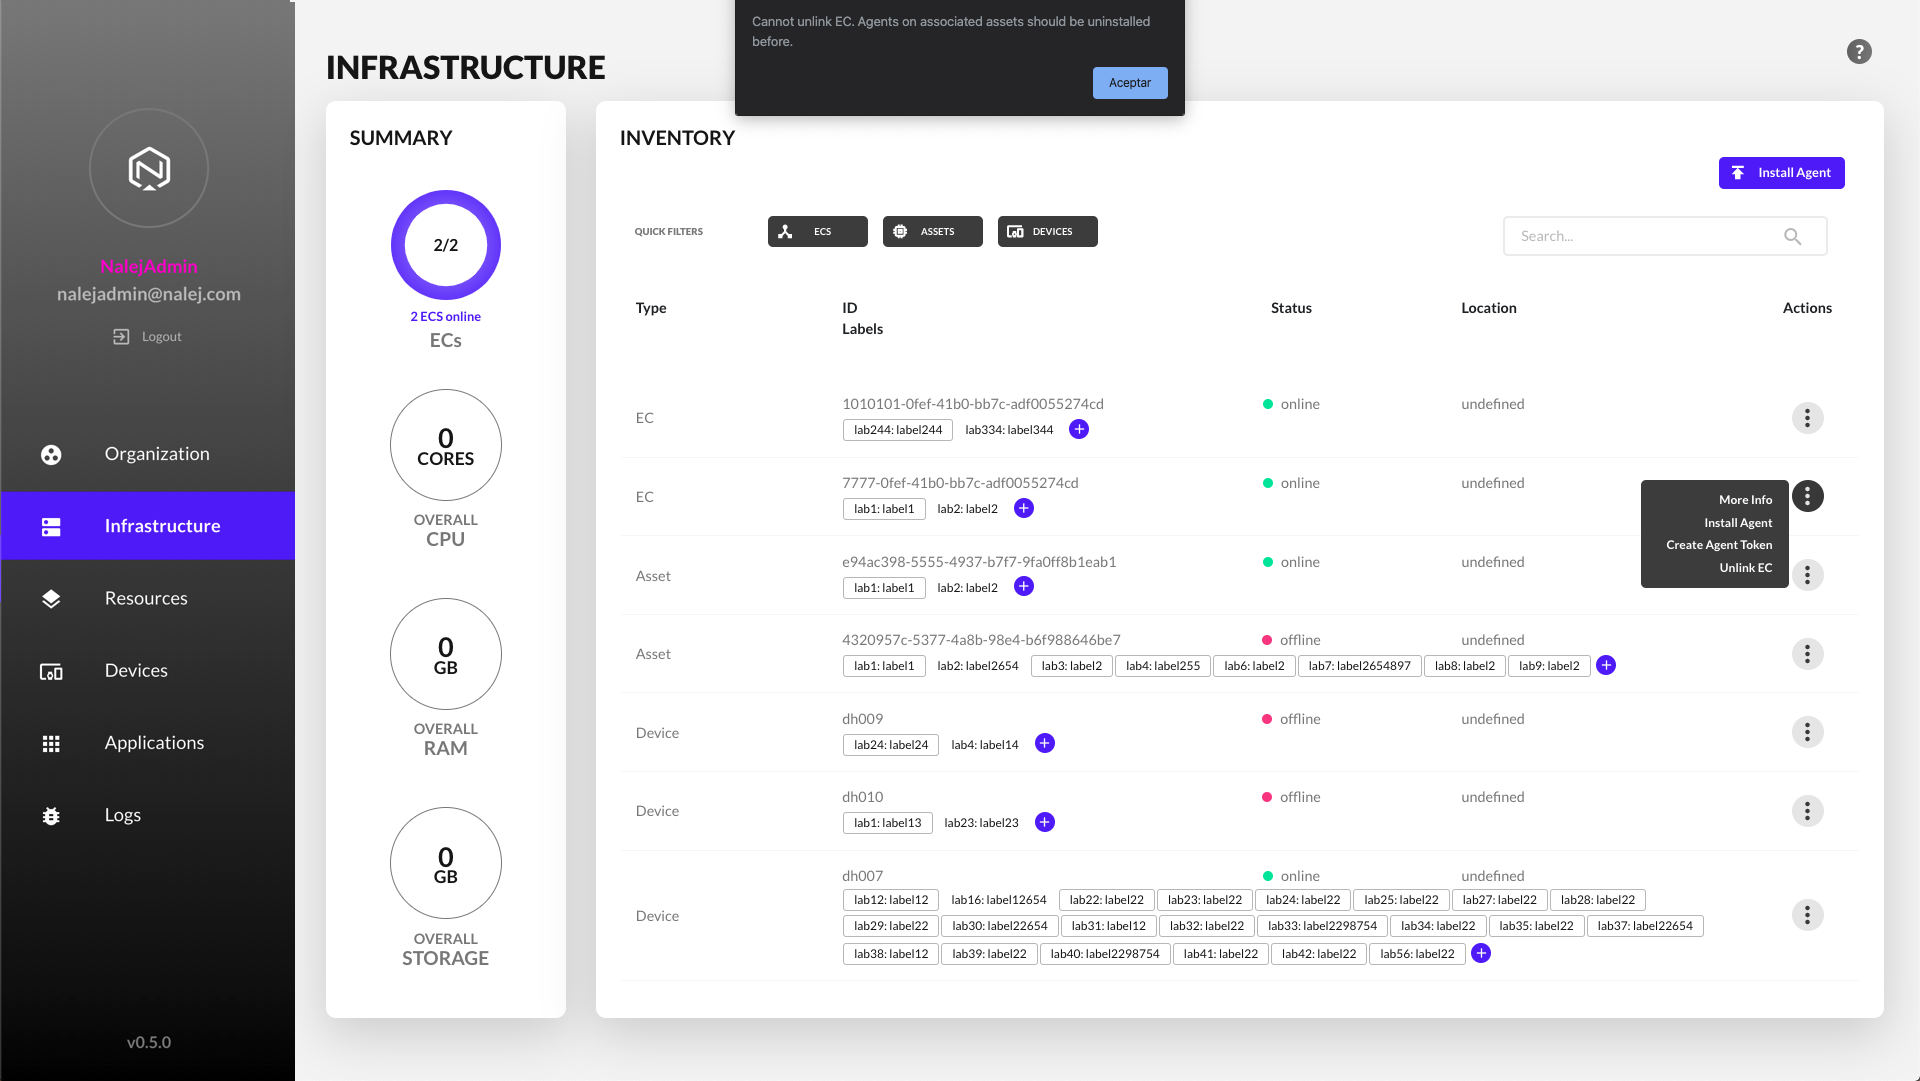 Cannot unlink EC. Agents on associated assets should be uninstalled
before.
Aceptar
NalejAdmin
nalejadmin@nalej.com
Logout
Organization
Infrastructure
Resources
Devices
Applications
Logs
v0.5.0
INFRASTRUCTURE
?
SUMMARY
2/2
2 ECS online
ECs
0
CORES
OVERALL
CPU
0
GB
OVERALL
RAM
0
GB
OVERALL
STORAGE
INVENTORY
Install Agent
QUICK FILTERS
ECS
ASSETS
DEVICES
Search...
Type
ID
Labels
Status
Location
Actions
EC
1010101-0fef-41b0-bb7c-adf0055274cd
lab244: label244
lab334: label344
online
undefined
EC
7777-0fef-41b0-bb7c-adf0055274cd
lab1: label1
lab2: label2
online
undefined
More Info
Install Agent
Create Agent Token
Unlink EC
Asset
e94ac398-5555-4937-b7f7-9fa0ff8b1eab1
lab1: label1
lab2: label2
online
undefined
Asset
4320957c-5377-4a8b-98e4-b6f988646be7
lab1: label1
lab2: label2654
lab3: label2
lab4: label255
lab6: label2
lab7: label2654897
lab8: label2
lab9: label2
offline
undefined
Device
dh009
lab24: label24
lab4: label14
offline
undefined
Device
dh010
lab1: label13
lab23: label23
offline
undefined
Device
dh007
online
undefined
lab12: label12
lab16: label12654
lab22: label22
lab23: label22
lab24: label22
lab25: label22
lab27: label22
lab28: label22
lab29: label22
lab30: label22654
lab31: label12
lab32: label22
lab33: label2298754
lab34: label22
lab35: label22
lab37: label22654
lab38: label12
lab39: label22
lab40: label2298754
lab41: label22
lab42: label22
lab56: label22